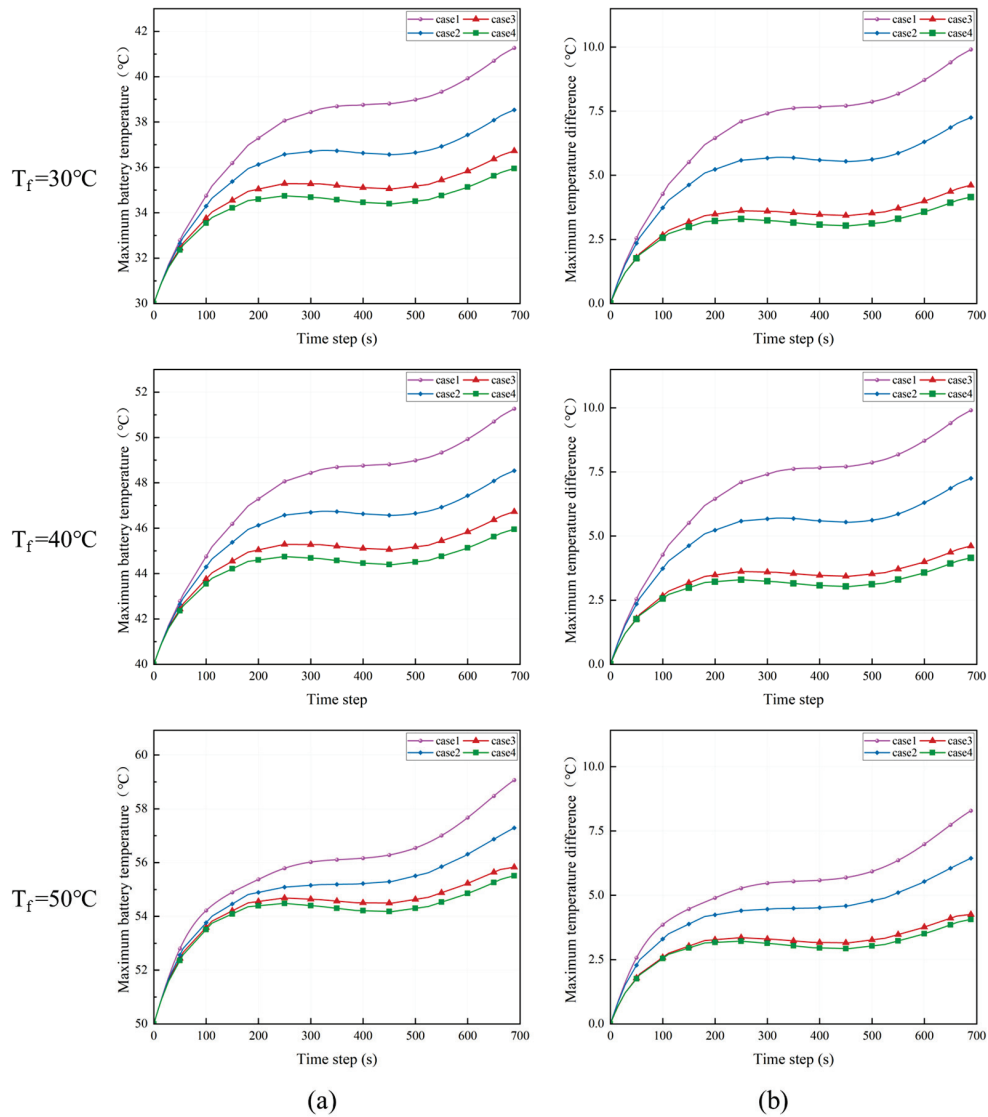 case1 case3
case2 case4
Maximum battery temperature (℃)
42
40
38
36
34
32
30
0 100 200 300 400 500 600 700
Time step (s)
case1 case3
case2 case4
Maximum temperature difference (℃)
10.0
7.5
5.0
2.5
0.0
0 100 200 300 400 500 600 700
Time step (s)
Tf=30℃
case1 case3
case2 case4
Maximum battery temperature (℃)
52
50
48
46
44
42
40
0 100 200 300 400 500 600 700
Time step
case1 case3
case2 case4
Maximum temperature difference (℃)
10.0
7.5
5.0
2.5
0.0
0 100 200 300 400 500 600 700
Time step (s)
Tf=40℃
case1 case3
case2 case4
Maximum battery temperature (℃)
60
58
56
54
52
50
0 100 200 300 400 500 600 700
Time step (s)
case1 case3
case2 case4
Maximum temperature difference (℃)
10.0
7.5
5.0
2.5
0.0
0 100 200 300 400 500 600 700
Time step (s)
Tf=50℃
(a) (b)